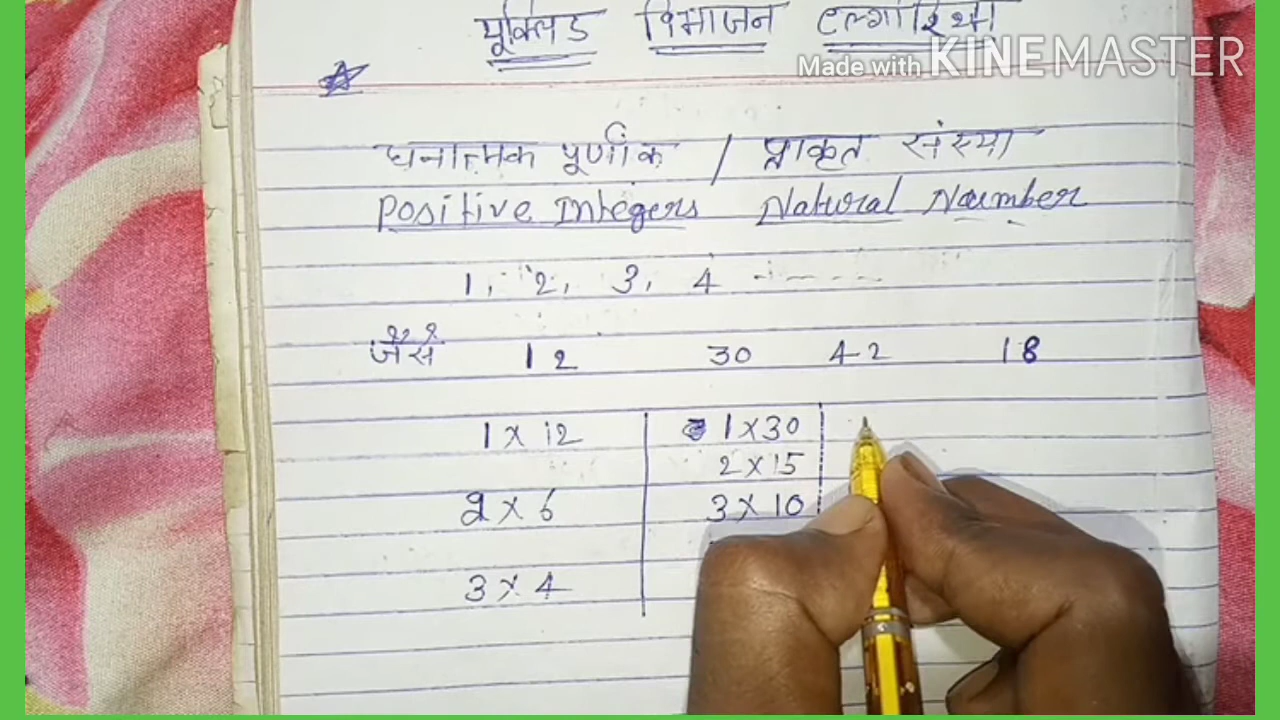 यूक्लिड विभाजन एल्गोरिथ्म
Made with KINEMASTER
धनात्मक पूर्णांक / प्राकृत संख्या
Positive Integers Natural Number
1, 2, 3, 4 -----
जैसे 12 30 42 18
1 x 12 1 x 30
2 x 15
2 x 6 3 x 10
3 x 4